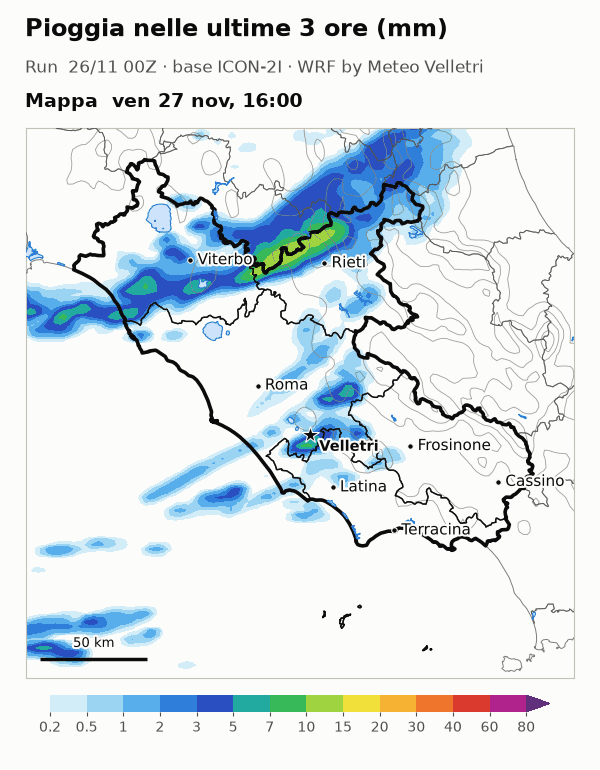 Pioggia nelle ultime 3 ore (mm)
Run  26/11 00Z · base ICON-2I · WRF by Meteo Velletri
Mappa  ven 27 nov, 16:00
Viterbo
Rieti
Roma
Velletri
Frosinone
Cassino
Latina
Terracina
50 km
0.2 0.5 1 2 3 5 7 10 15 20 30 40 60 80